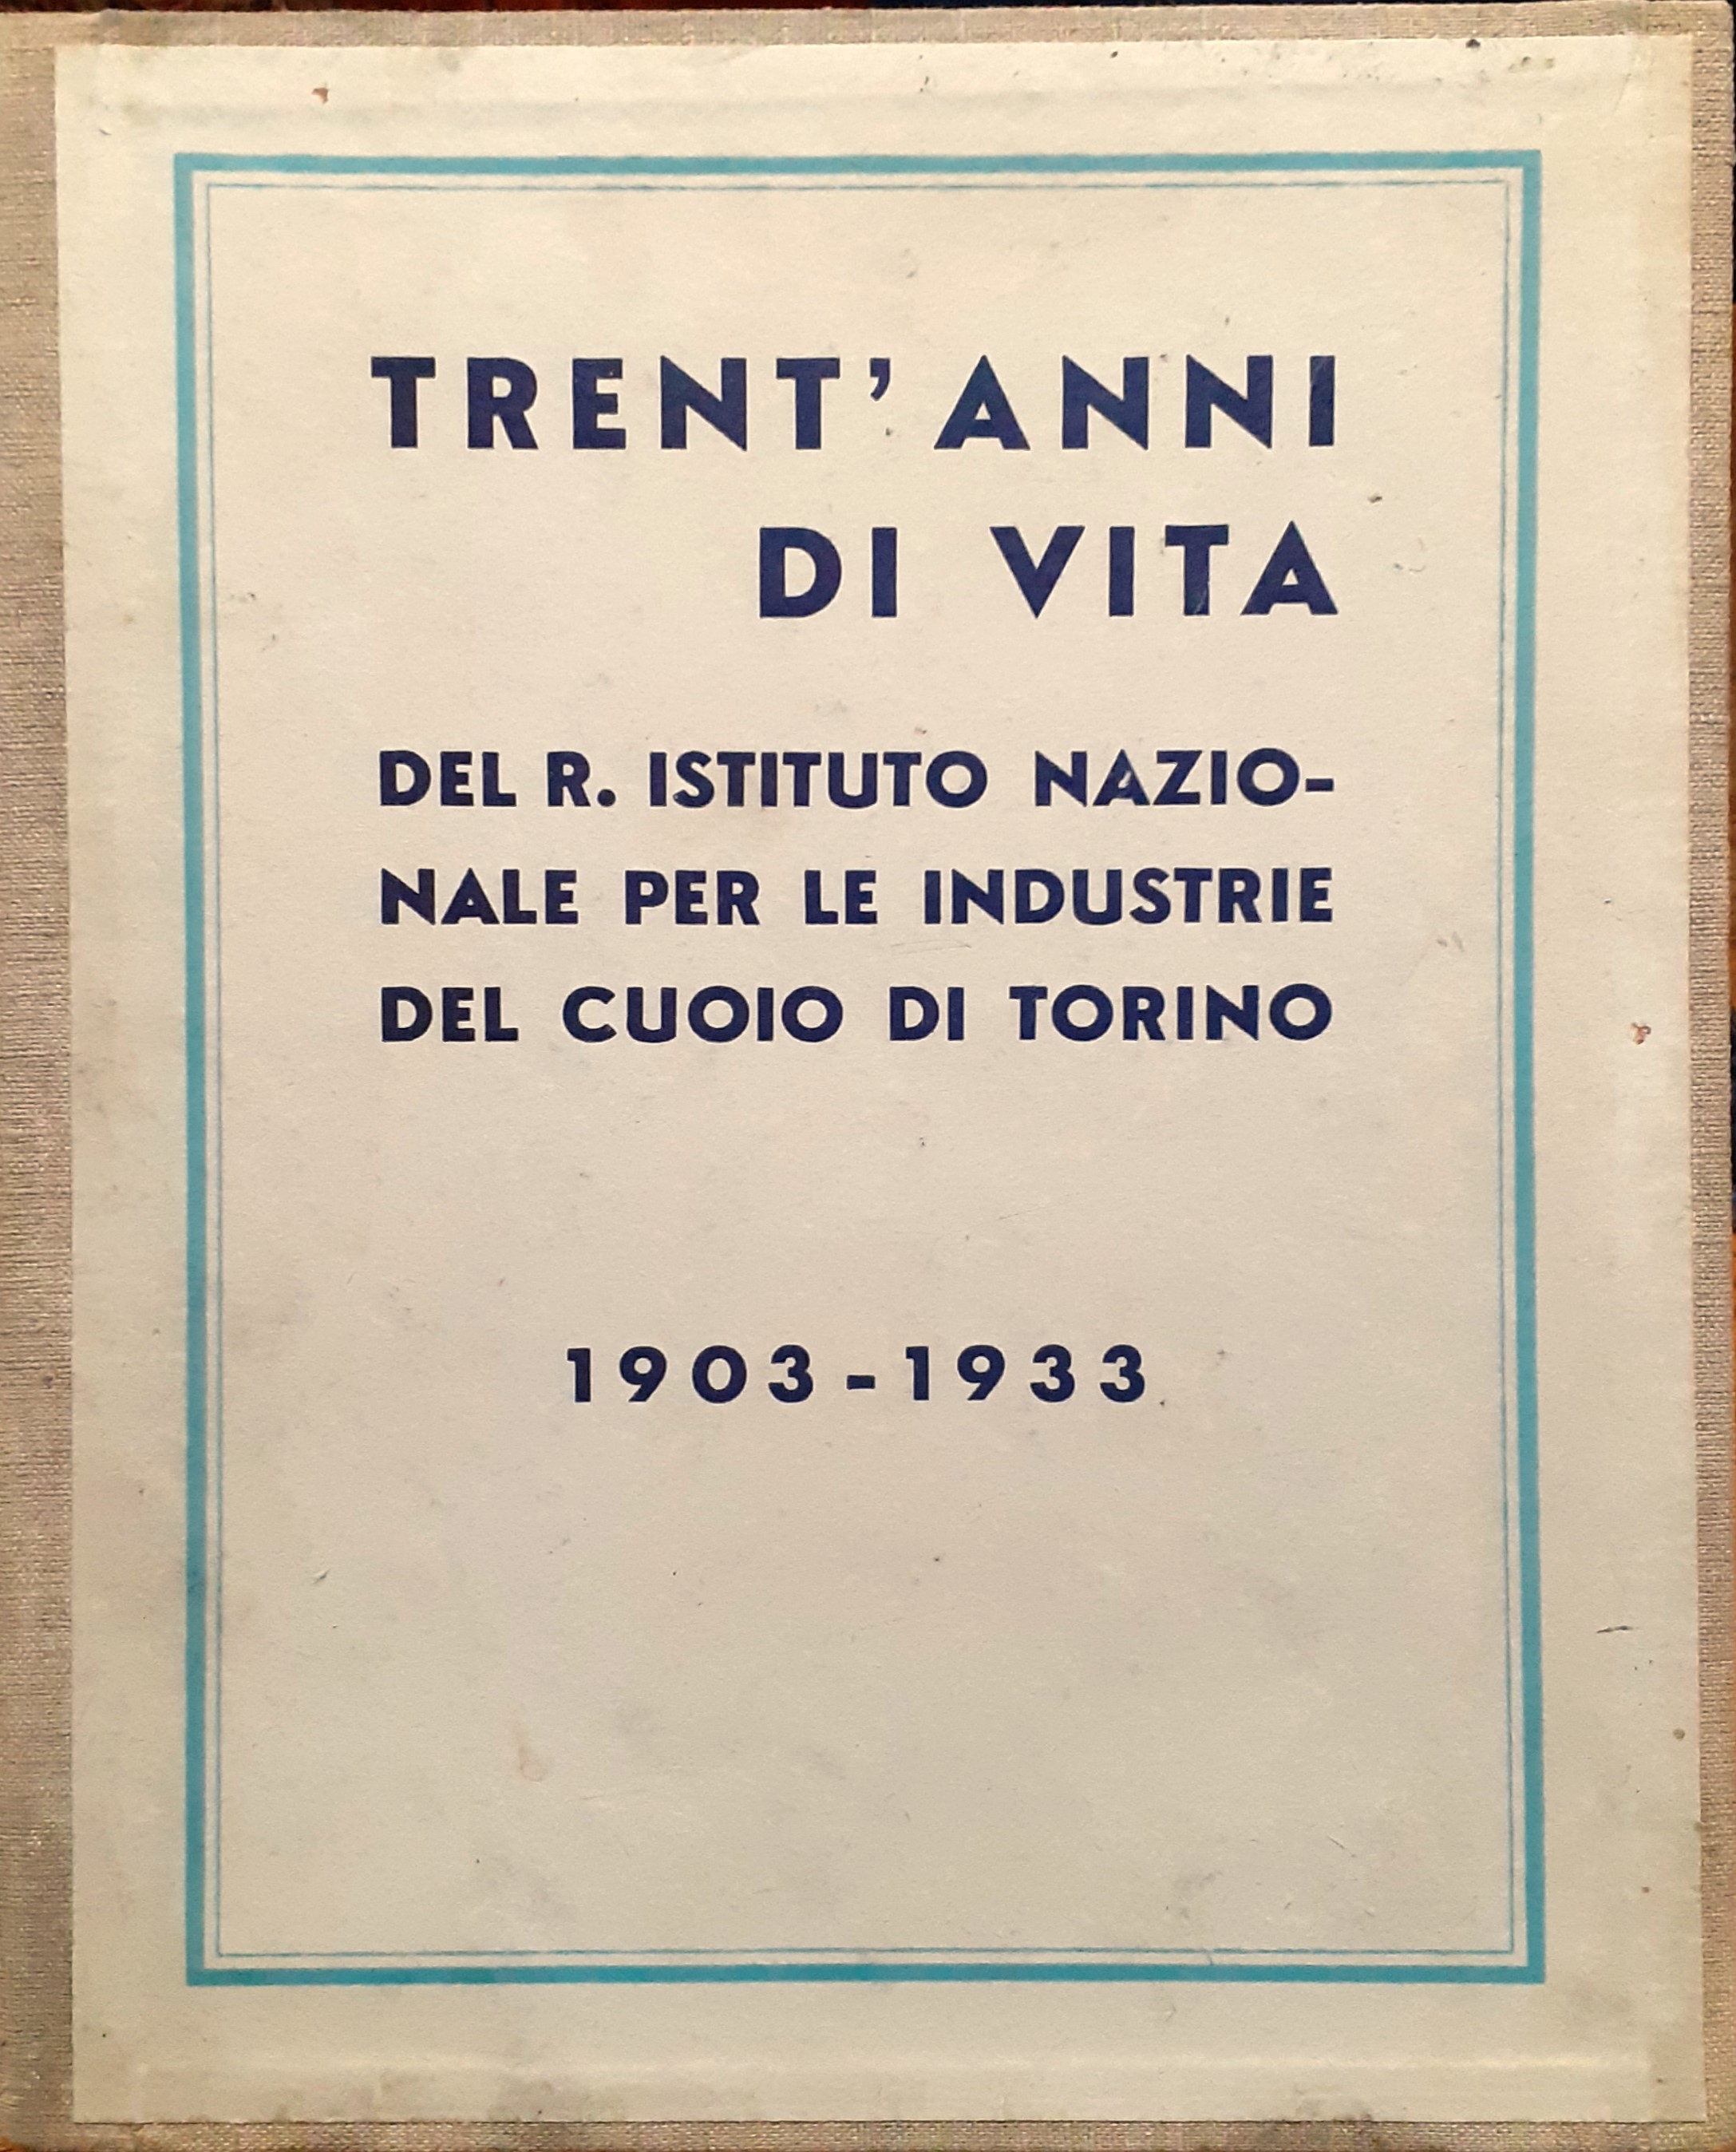 TRENT'ANNI
DI VITA
DEL R. ISTITUTO NAZIO-
NALE PER LE INDUSTRIE
DEL CUOIO DI TORINO
1903-1933